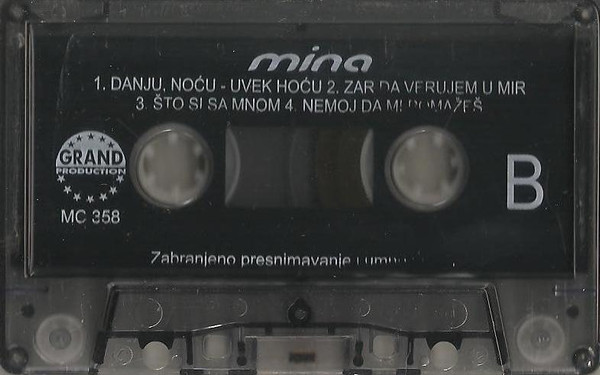 mina
1. DANJU, NOĆU - UVEK HOĆU 2. ZAR DA VERUJEM U MIR
3. ŠTO SI SA MNOM 4. NEMOJ DA MI POMAŽEŠ
GRAND
PRODUCTION
MC 358
B
Zabranjeno presnimavanje i